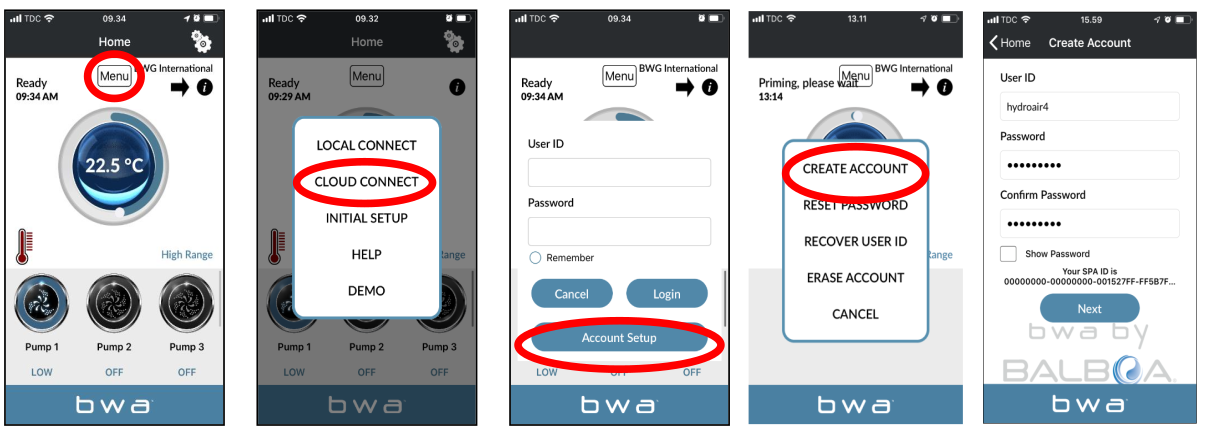 TDC
09.34
Home
Menu
BWG International
Ready
09:34 AM
i
22.5 °C
High Range
Pump 1 Pump 2 Pump 3
LOW OFF OFF
bwa
TDC
09.32
Home
Menu
Ready
09:29 AM
i
LOCAL CONNECT
CLOUD CONNECT
INITIAL SETUP
HELP
DEMO
Range
Pump 1 Pump 2 Pump 3
LOW OFF OFF
bwa
TDC
09.34
Menu
BWG International
Ready
09:34 AM
i
User ID
Password
Remember
Cancel Login
Account Setup
LOW OFF OFF
bwa
TDC
13.11
BWG International
Priming, please wait
Menu
13:14
i
CREATE ACCOUNT
RESET PASSWORD
RECOVER USER ID
ERASE ACCOUNT
CANCEL
Range
bwa
TDC
15.59
Home Create Account
User ID
hydroair4
Password
•••••••••
Confirm Password
•••••••••
Show Password
Your SPA ID is
00000000-00000000-001527FF-FF5B7F...
Next
bwa by
BALBOA
bwa